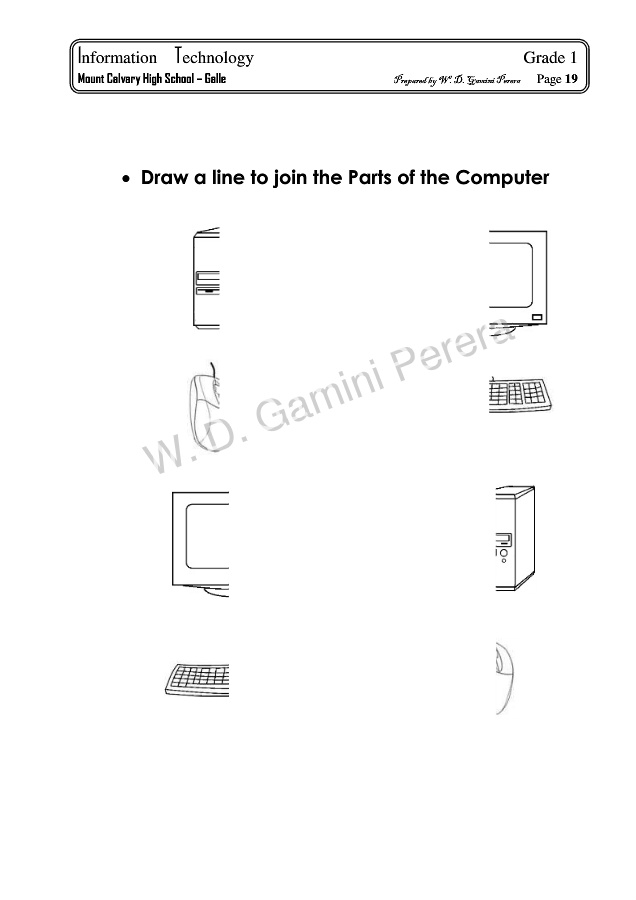 Information Technology Grade 1
Mount Calvary High School – Galle Prepared by W. D. Gamini Perera Page 19
• Draw a line to join the Parts of the Computer
W. D. Gamini Perera